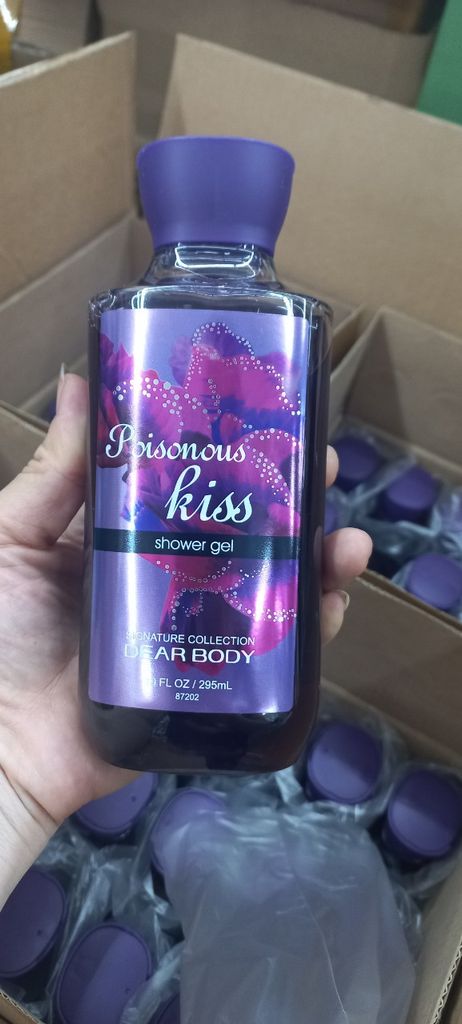 Poisonous
kiss
shower gel
SIGNATURE COLLECTION
DEAR BODY
FL OZ / 295mL
87202